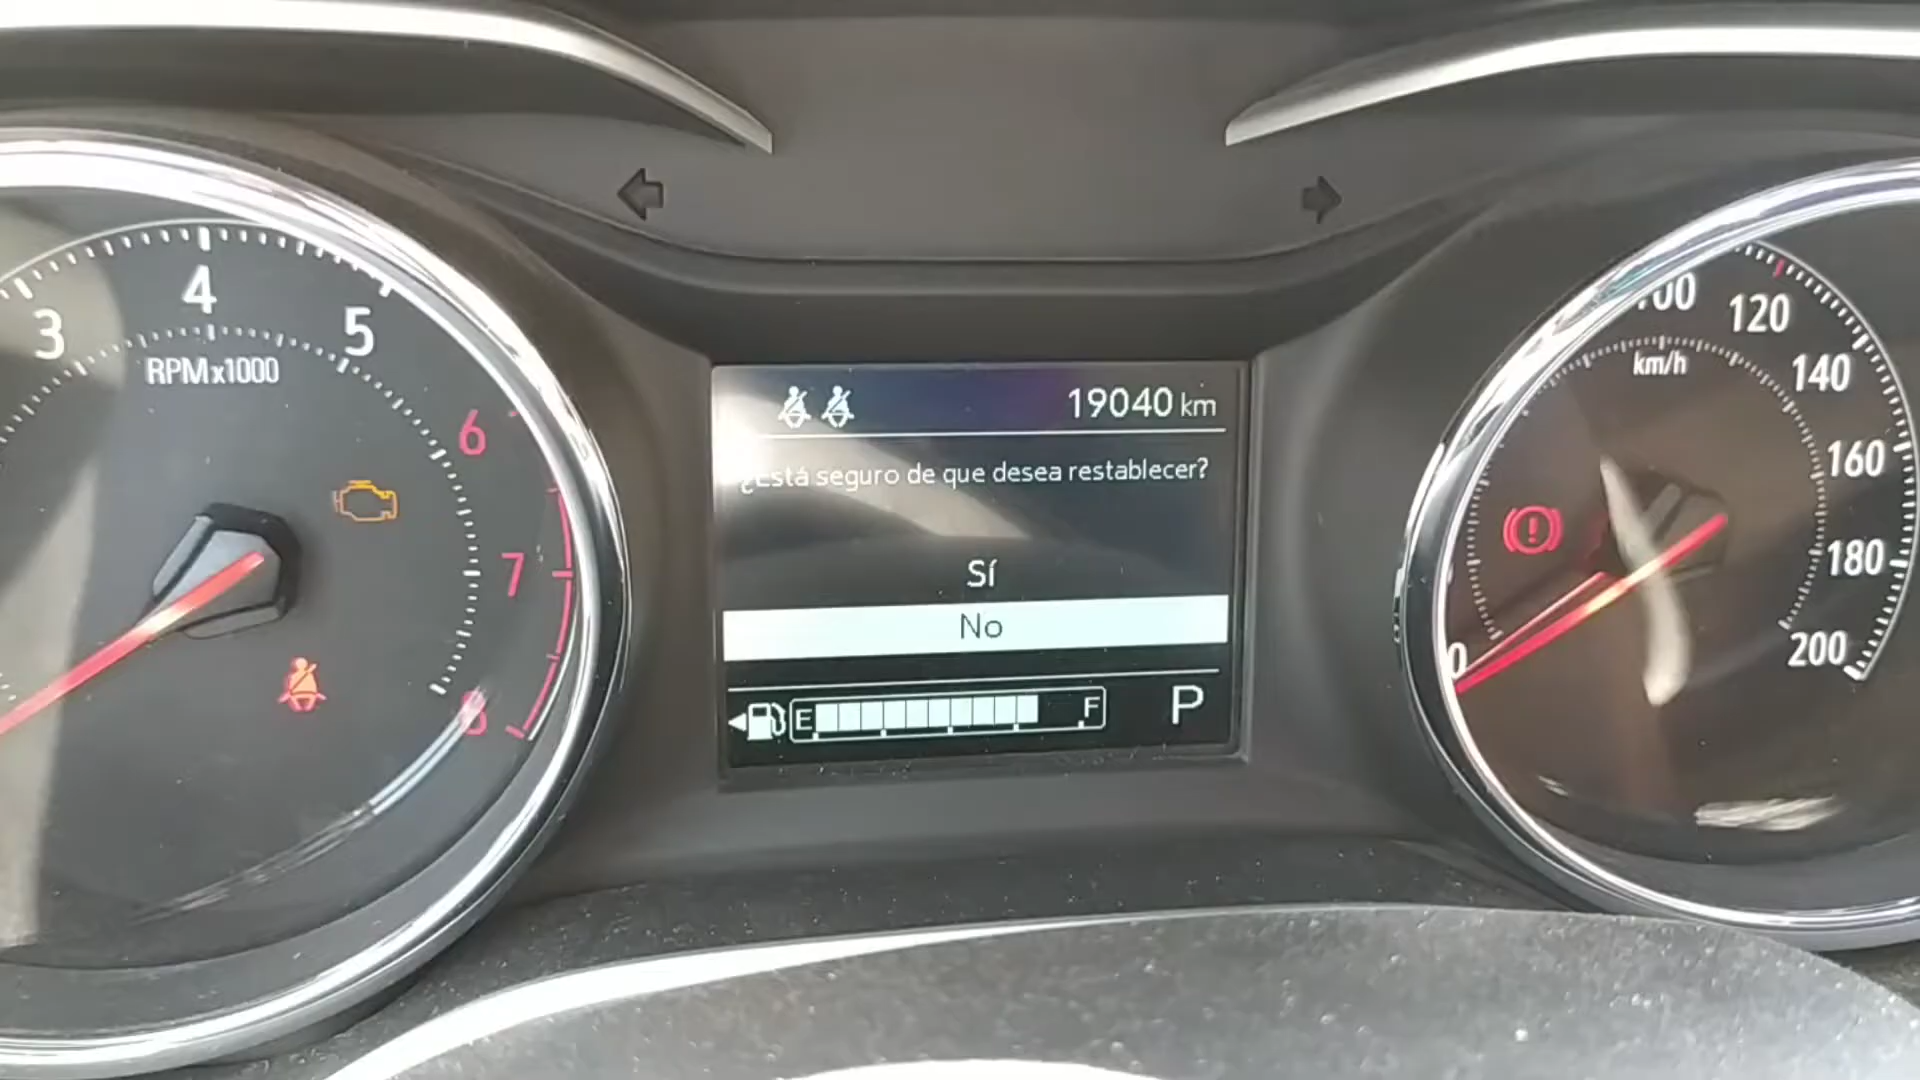 3
4
5
RPMx1000
6
7
8
19040 km
¿Está seguro de que desea restablecer?
Sí
No
E
F
P
0
100
120
km/h
140
160
180
200